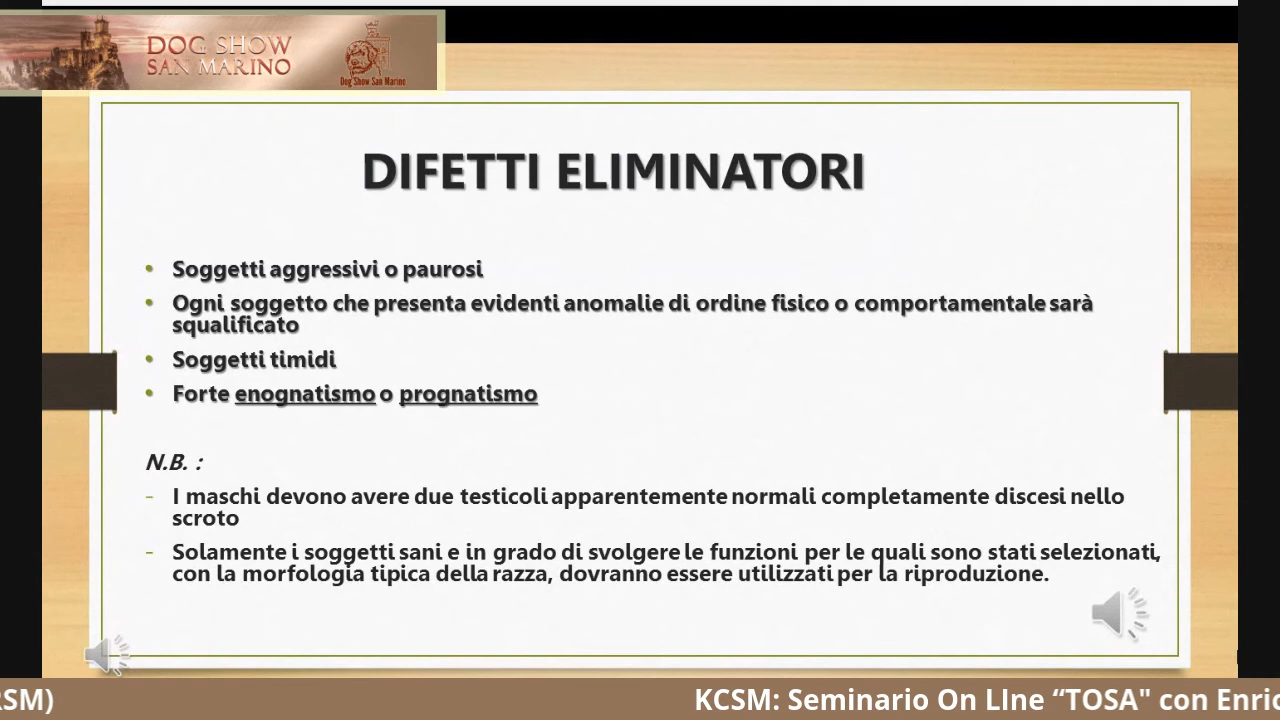 DOG SHOW
SAN MARINO
Dog Show San Marino
DIFETTI ELIMINATORI
• Soggetti aggressivi o paurosi
• Ogni soggetto che presenta evidenti anomalie di ordine fisico o comportamentale sarà
squalificato
• Soggetti timidi
• Forte enognatismo o prognatismo
N.B. :
- I maschi devono avere due testicoli apparentemente normali completamente discesi nello
scroto
- Solamente i soggetti sani e in grado di svolgere le funzioni per le quali sono stati selezionati,
con la morfologia tipica della razza, dovranno essere utilizzati per la riproduzione.
RSM) KCSM: Seminario On LIne “TOSA" con Enric